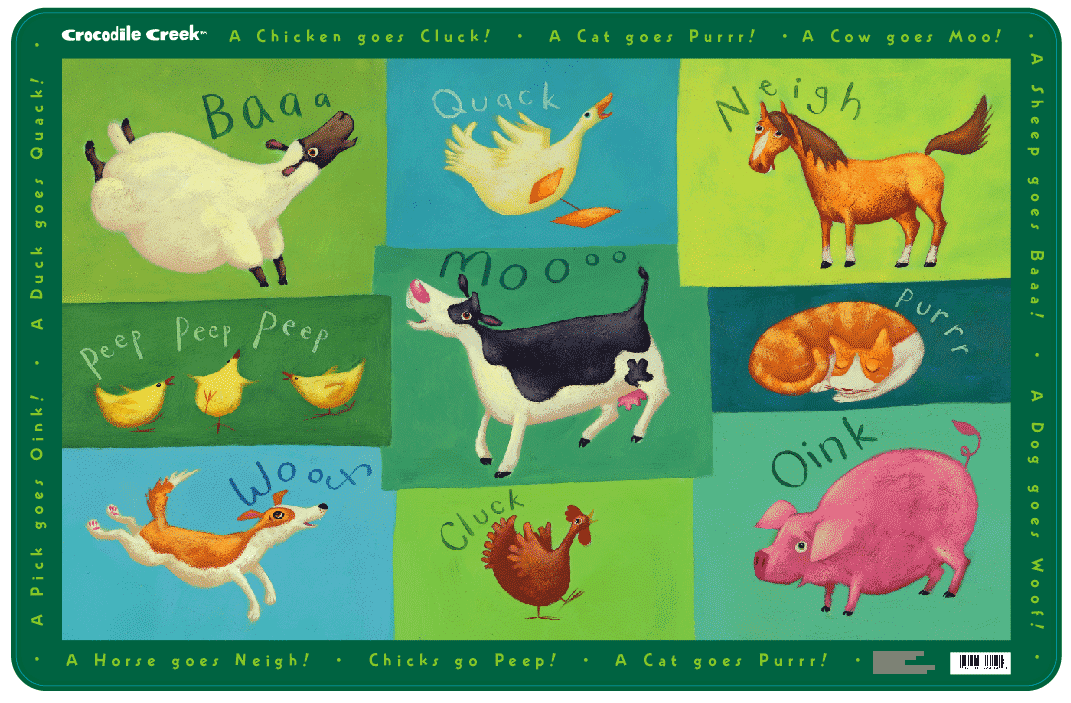 Crocodile Creek™
A Chicken goes Cluck! • A Cat goes Purrr! • A Cow goes Moo! •
A Sheep goes Baaa! • A Dog goes Woof! •
A Horse goes Neigh! • Chicks go Peep! • A Cat goes Purrr! •
A Pick goes Oink! • A Duck goes Quack! •
Baaa
Quack
Neigh
Peep Peep Peep
Moooo
Purrr
Woof
Cluck
Oink